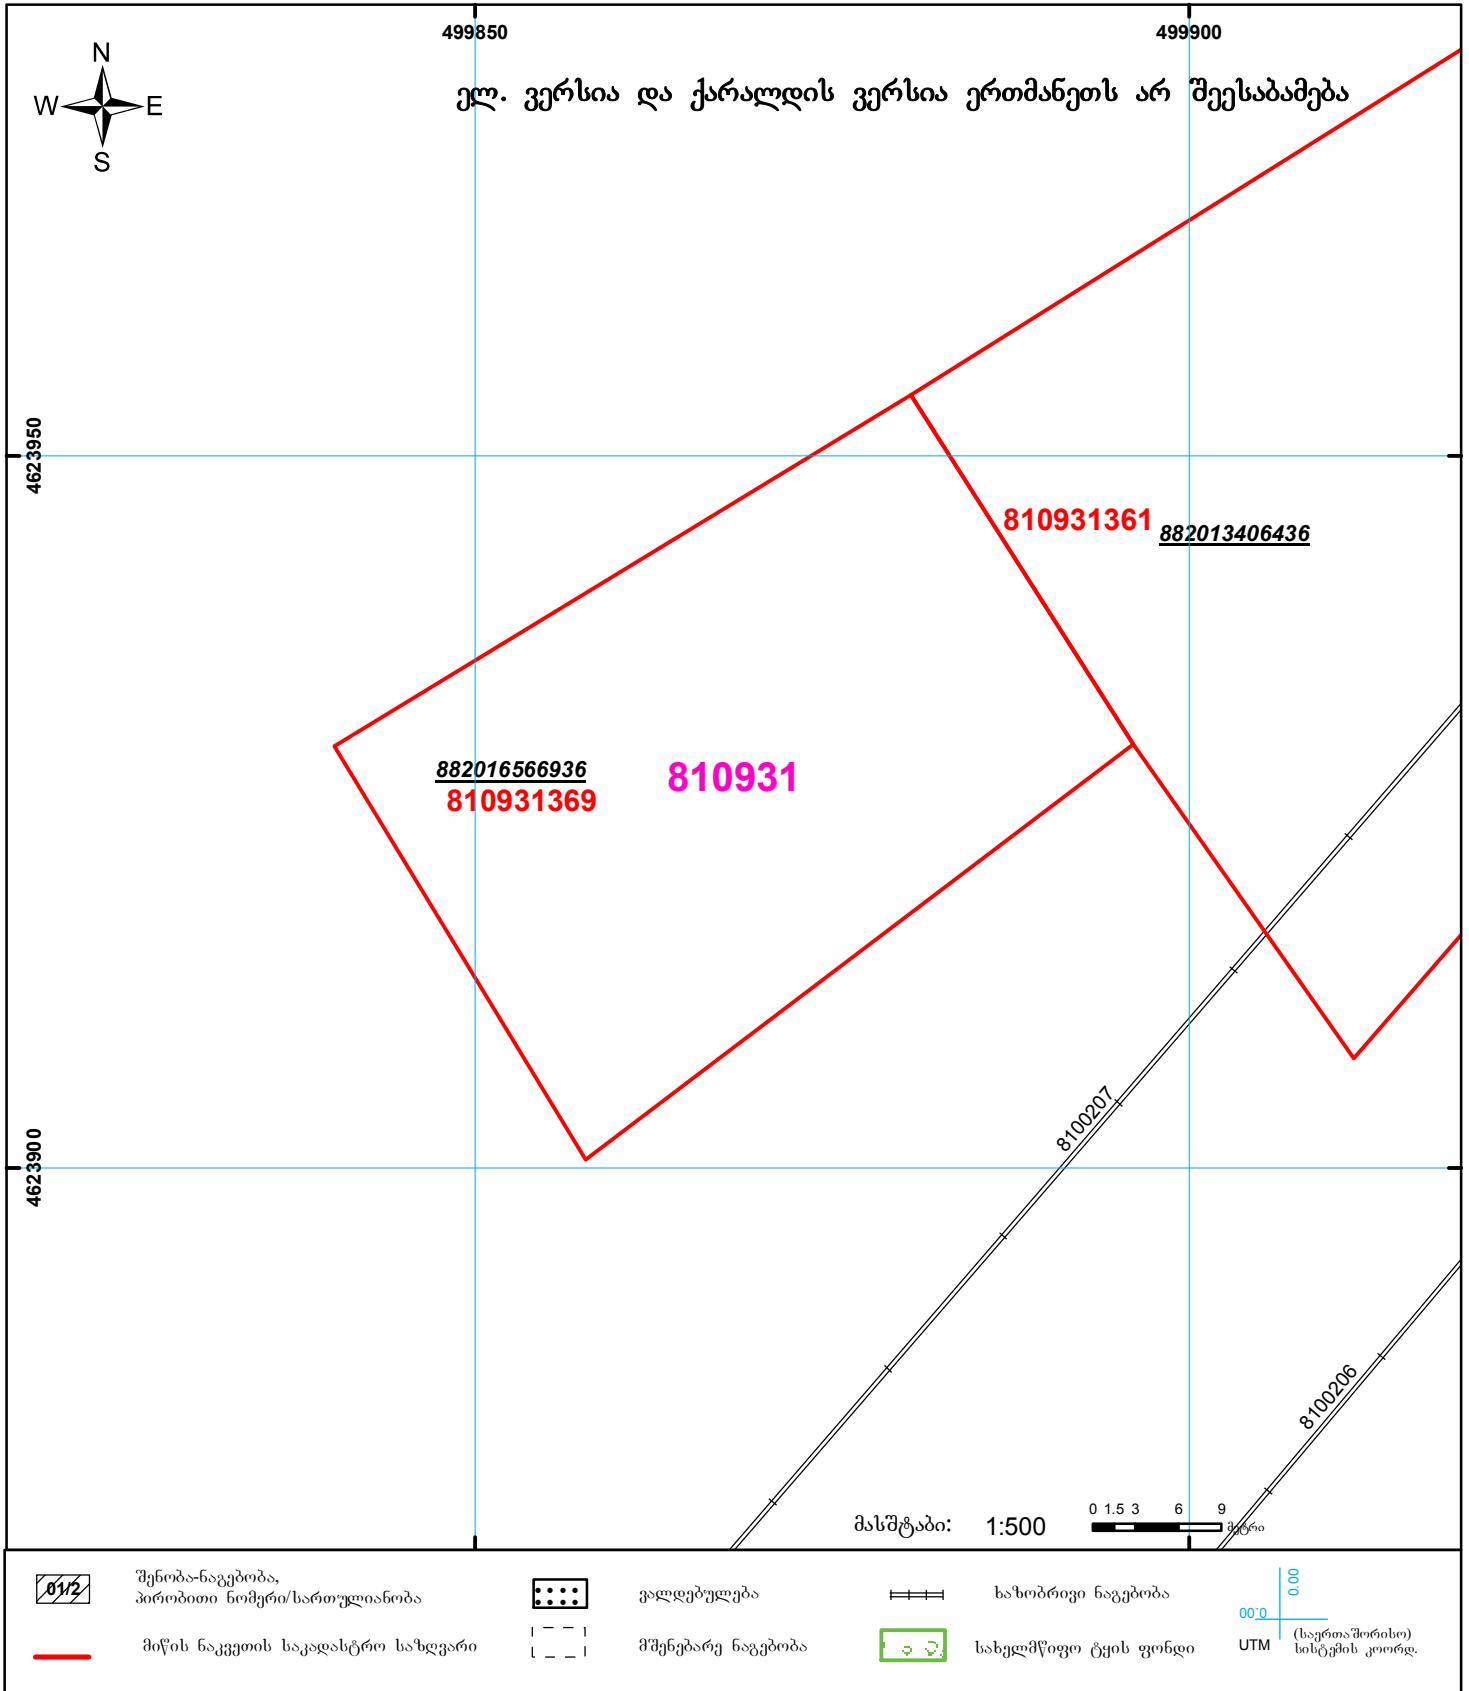 499850
499900
N
W E
S
ელ. ვერსია და ქარალდის ვერსია ერთმანეთს არ შეესაბამება
4623950
810931361
882013406436
882016566936
810931
810931369
8100207
4623900
8100206
მასშტაბი: 1:500
0 1.5 3 6 9
მეტრი
01/2
შენობა-ნაგებობა,
პირობითი ნომერი/სართულიანობა
ვალდებულება
ხაზობრივი ნაგებობა
0.00
0.00
UTM
(საერთაშორისო)
სისტემის კოორდ.
მიწის ნაკვეთის საკადასტრო საზღვარი
მშენებარე ნაგებობა
სახელმწიფო ტყის ფონდი